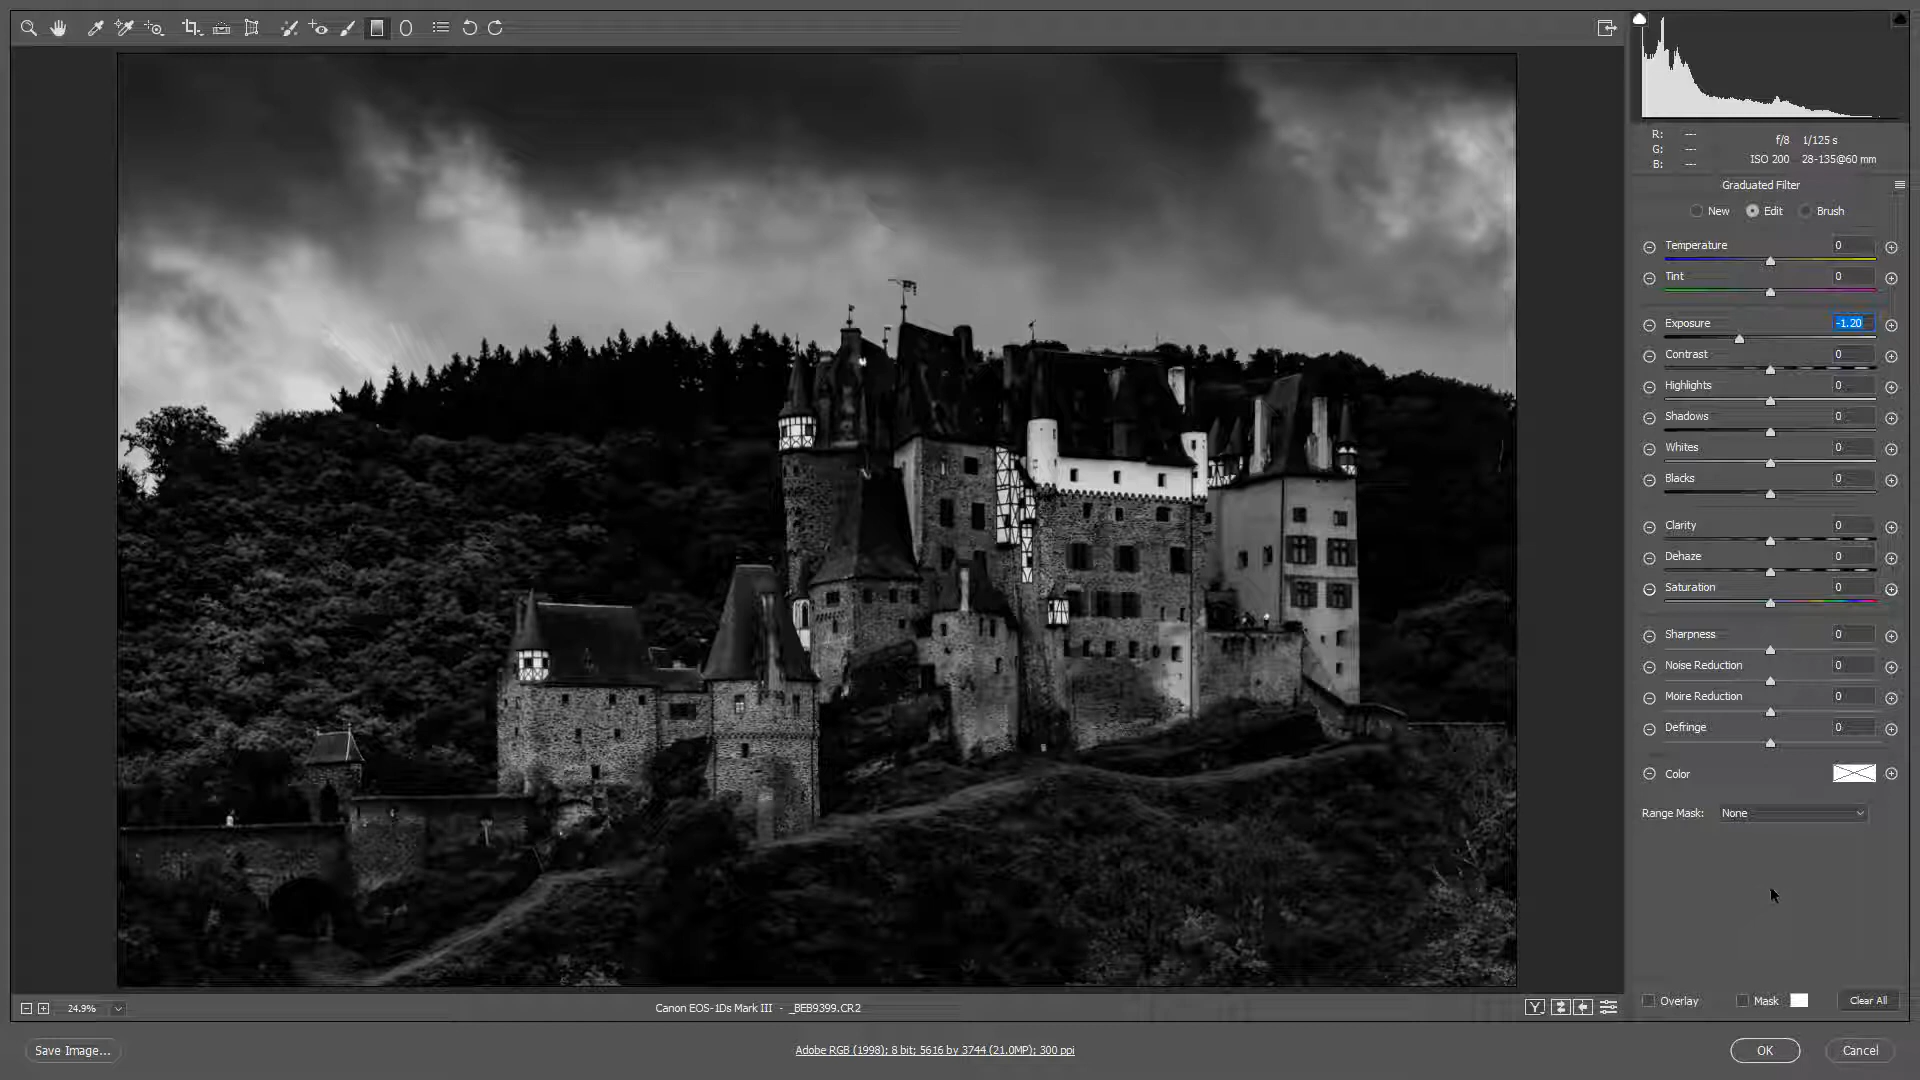 R: ---
G: ---
B: ---
f/8 1/125 s
ISO 200 28-135@60 mm
Graduated Filter
New Edit Brush
Temperature 0
Tint 0
Exposure -1.20
Contrast 0
Highlights 0
Shadows 0
Whites 0
Blacks 0
Clarity 0
Dehaze 0
Saturation 0
Sharpness 0
Noise Reduction 0
Moire Reduction 0
Defringe 0
Color
Range Mask: None
Overlay Mask Clear All
24.9% Canon EOS-1Ds Mark III - _BEB9399.CR2 Y
Save Image... Adobe RGB (1998); 8 bit; 5616 by 3744 (21.0MP); 300 ppi OK Cancel